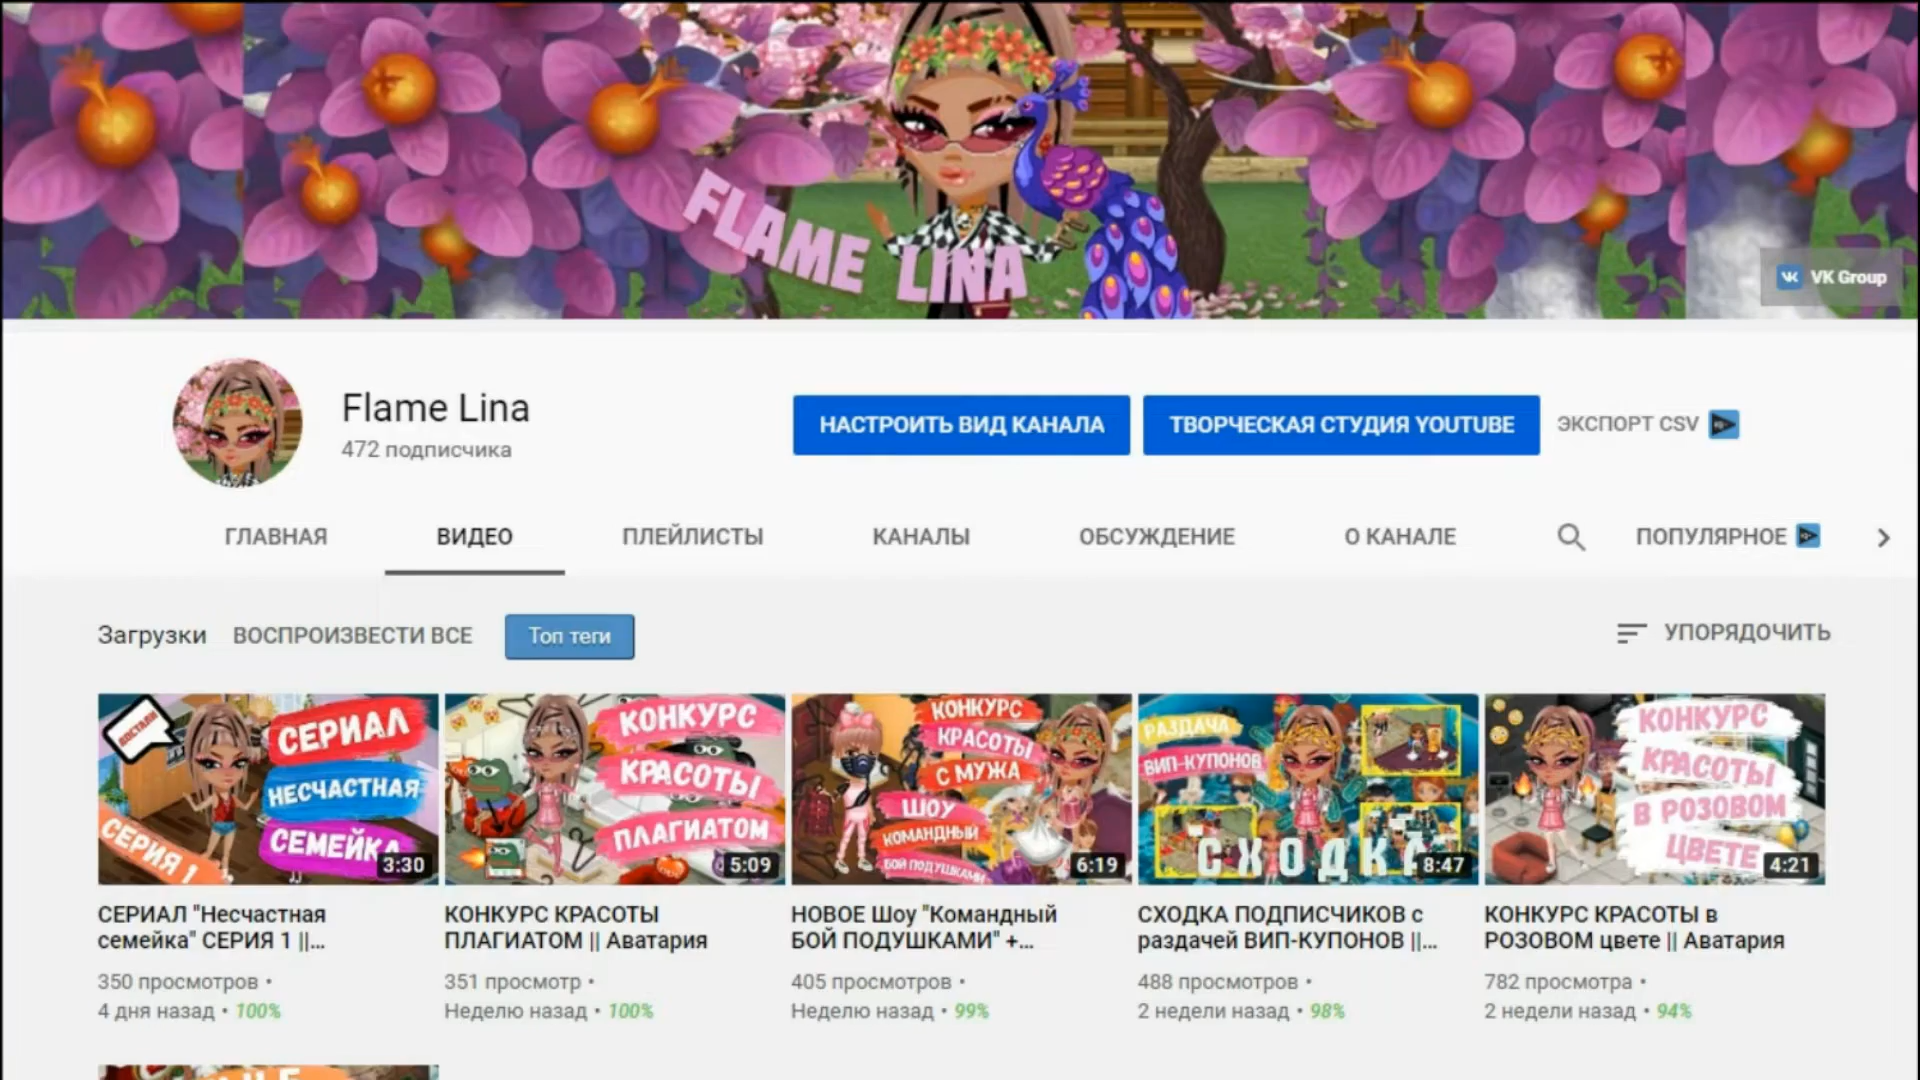 FLAME LINA
VK Group
Flame Lina
472 подписчика
НАСТРОИТЬ ВИД КАНАЛА
ТВОРЧЕСКАЯ СТУДИЯ YOUTUBE
ЭКСПОРТ CSV
ГЛАВНАЯ
ВИДЕО
ПЛЕЙЛИСТЫ
КАНАЛЫ
ОБСУЖДЕНИЕ
О КАНАЛЕ
ПОПУЛЯРНОЕ
Загрузки
ВОСПРОИЗВЕСТИ ВСЕ
Топ теги
УПОРЯДОЧИТЬ
ДОСТАЛИ
СЕРИАЛ
НЕСЧАСТНАЯ
СЕМЕЙКА
СЕРИЯ 1
3:30
КОНКУРС
КРАСОТЫ
ПЛАГИАТОМ
5:09
КОНКУРС
КРАСОТЫ
С МУЖА
ШОУ
КОМАНДНЫЙ
БОЙ ПОДУШКАМИ
6:19
РАЗДАЧА
ВИП-КУПОНОВ
СХОДКА
8:47
КОНКУРС
КРАСОТЫ
В РОЗОВОМ
ЦВЕТЕ
4:21
СЕРИАЛ "Несчастная
семейка" СЕРИЯ 1 ||...
350 просмотров •
4 дня назад • 100%
КОНКУРС КРАСОТЫ
ПЛАГИАТОМ || Аватария
351 просмотр •
Неделю назад • 100%
НОВОЕ Шоу "Командный
БОЙ ПОДУШКАМИ" +...
405 просмотров •
Неделю назад • 99%
СХОДКА ПОДПИСЧИКОВ с
раздачей ВИП-КУПОНОВ ||...
488 просмотров •
2 недели назад • 98%
КОНКУРС КРАСОТЫ в
РОЗОВОМ цвете || Аватария
782 просмотра •
2 недели назад • 94%